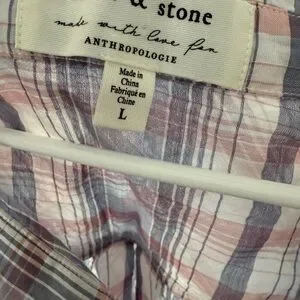 & stone
made with love for
ANTHROPOLOGIE
Made in
China
Fabriqué en
Chine
L